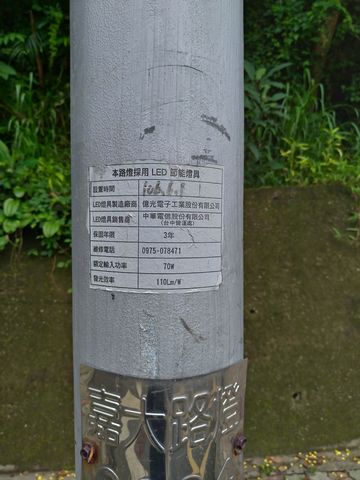 本路燈採用 LED 節能燈具
設置時間 106.6.1
LED燈具製造廠商 億光電子工業股份有限公司
LED燈具銷售商 中華電信股份有限公司
(台中營運處)
保固年限 3年
維修電話 0975-078471
額定輸入功率 70W
發光效率 110Lm/W
嘉大路燈